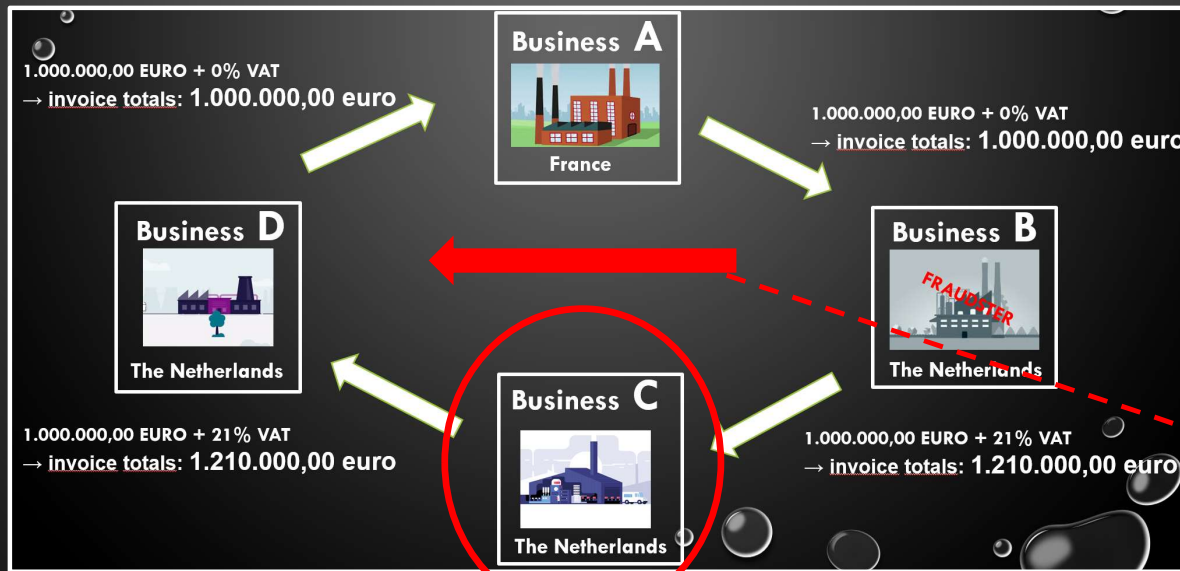 Business A
France
1.000.000,00 EURO + 0% VAT
→ invoice totals: 1.000.000,00 euro
1.000.000,00 EURO + 0% VAT
→ invoice totals: 1.000.000,00 euro
Business D
The Netherlands
Business B
FRAUDSTER
The Netherlands
1.000.000,00 EURO + 21% VAT
→ invoice totals: 1.210.000,00 euro
Business C
The Netherlands
1.000.000,00 EURO + 21% VAT
→ invoice totals: 1.210.000,00 euro